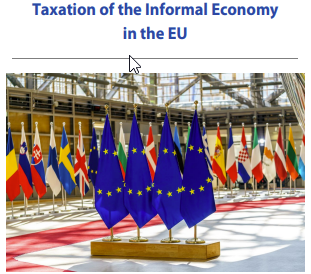 Taxation of the Informal Economy
in the EU